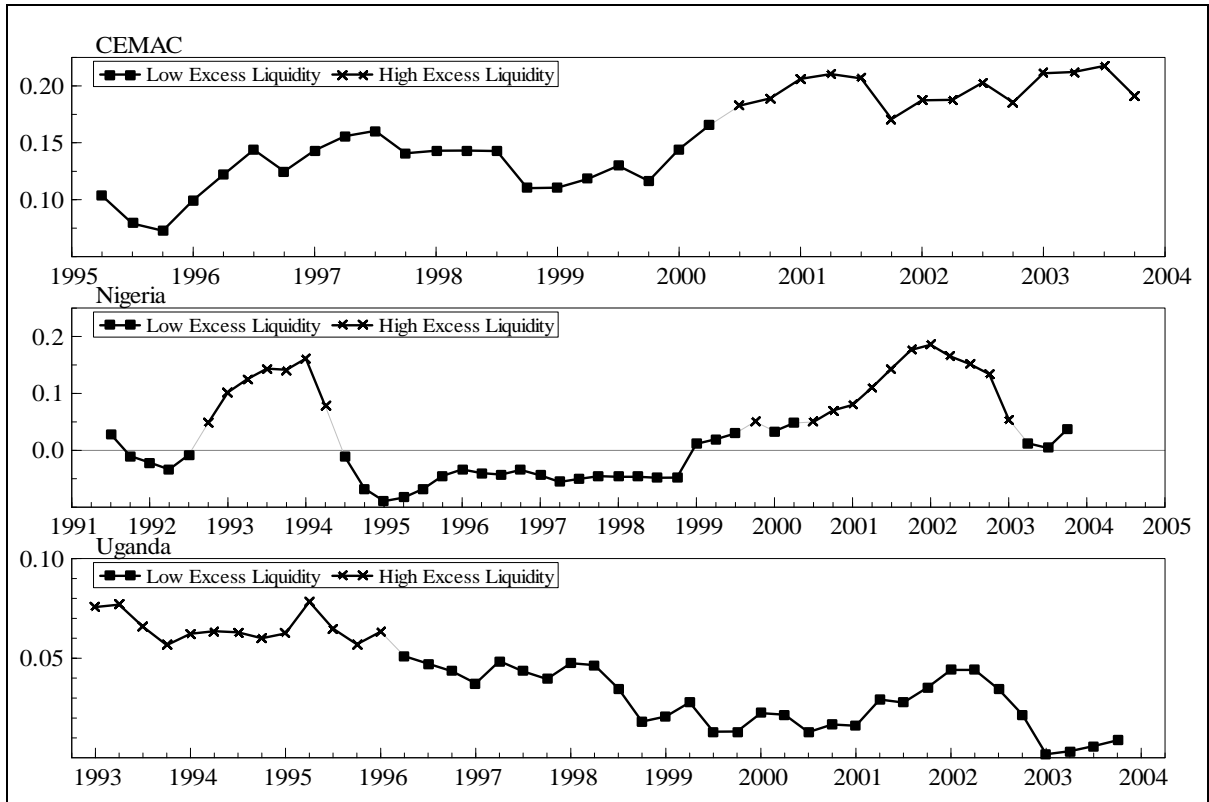 CEMAC
Low Excess Liquidity High Excess Liquidity
0.20
0.15
0.10
1995 1996 1997 1998 1999 2000 2001 2002 2003 2004
Nigeria
Low Excess Liquidity High Excess Liquidity
0.2
0.1
0.0
1991 1992 1993 1994 1995 1996 1997 1998 1999 2000 2001 2002 2003 2004 2005
Uganda
0.10
Low Excess Liquidity High Excess Liquidity
0.05
1993 1994 1995 1996 1997 1998 1999 2000 2001 2002 2003 2004